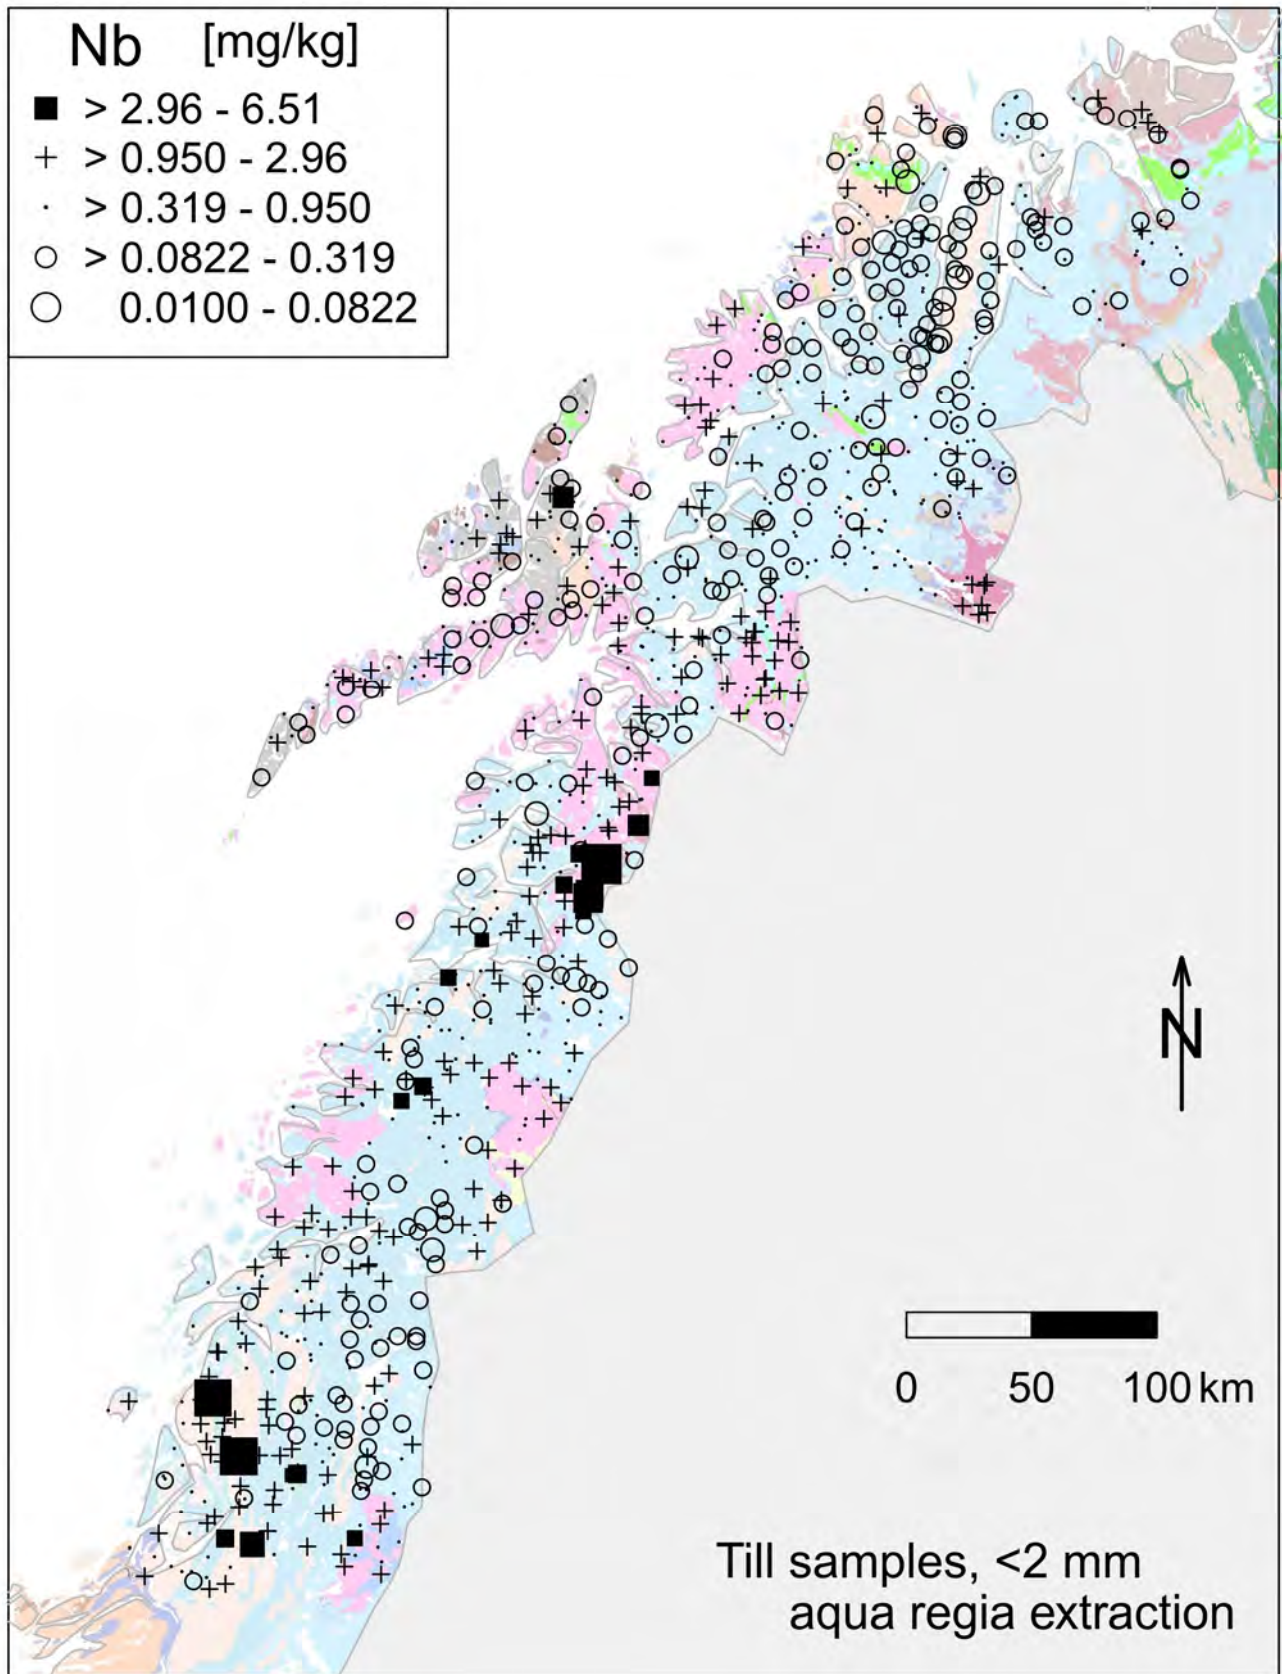 Nb [mg/kg]
> 2.96 - 6.51
> 0.950 - 2.96
> 0.319 - 0.950
> 0.0822 - 0.319
0.0100 - 0.0822
N
0 50 100 km
Till samples, <2 mm
aqua regia extraction